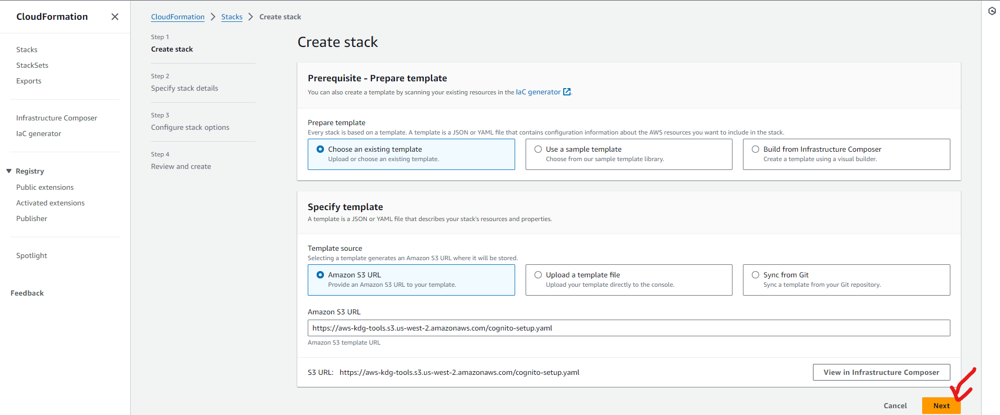 CloudFormation
Stacks
StackSets
Exports
Infrastructure Composer
IaC generator
Registry
Public extensions
Activated extensions
Publisher
Spotlight
Feedback
CloudFormation > Stacks > Create stack
Step 1
Create stack
Step 2
Specify stack details
Step 3
Configure stack options
Step 4
Review and create
Create stack
Prerequisite - Prepare template
You can also create a template by scanning your existing resources in the IaC generator.
Prepare template
Every stack is based on a template. A template is a JSON or YAML file that contains configuration information about the AWS resources you want to include in the stack.
Choose an existing template
Upload or choose an existing template.
Use a sample template
Choose from our sample template library.
Build from Infrastructure Composer
Create a template using a visual builder.
Specify template
A template is a JSON or YAML file that describes your stack's resources and properties.
Template source
Selecting a template generates an Amazon S3 URL where it will be stored.
Amazon S3 URL
Provide an Amazon S3 URL to your template.
Upload a template file
Upload your template directly to the console.
Sync from Git
Sync a template from your Git repository.
Amazon S3 URL
https://aws-kdg-tools.s3.us-west-2.amazonaws.com/cognito-setup.yaml
Amazon S3 template URL
S3 URL: https://aws-kdg-tools.s3.us-west-2.amazonaws.com/cognito-setup.yaml
View in Infrastructure Composer
Cancel
Next